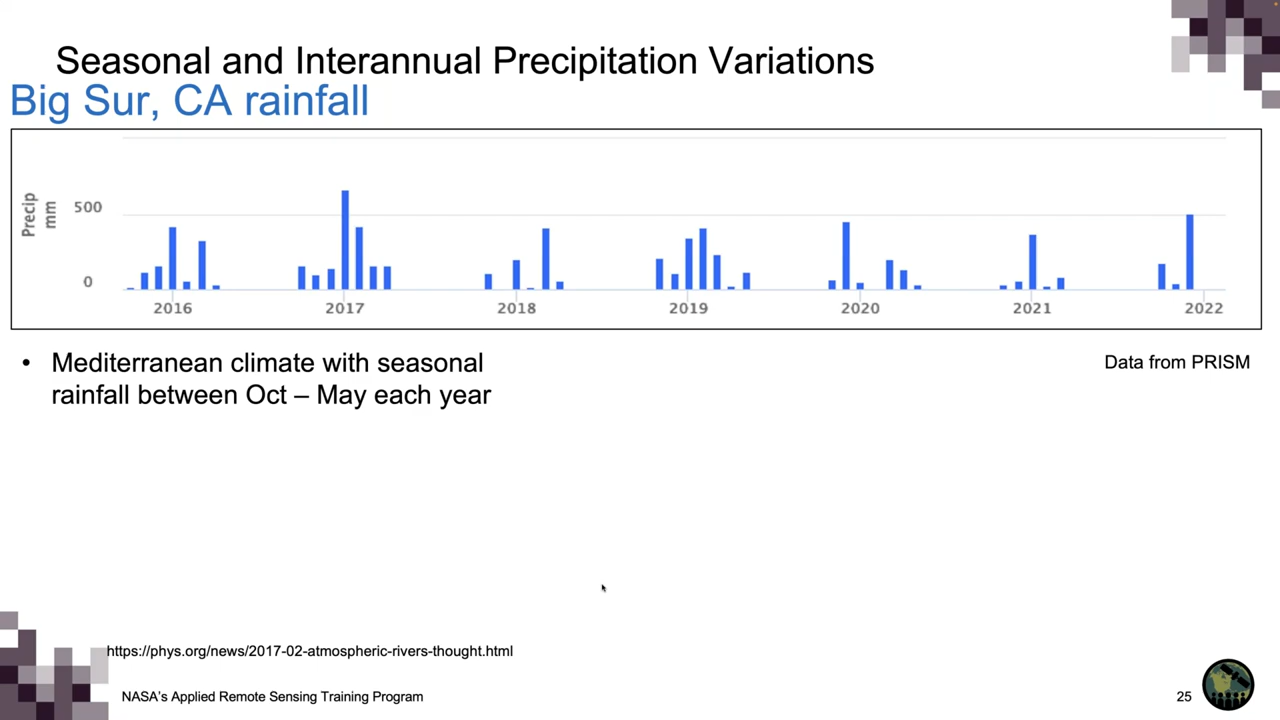 Seasonal and Interannual Precipitation Variations
Big Sur, CA rainfall
Precip
mm
500
0
2016 2017 2018 2019 2020 2021 2022
• Mediterranean climate with seasonal
rainfall between Oct – May each year
Data from PRISM
https://phys.org/news/2017-02-atmospheric-rivers-thought.html
NASA's Applied Remote Sensing Training Program
25